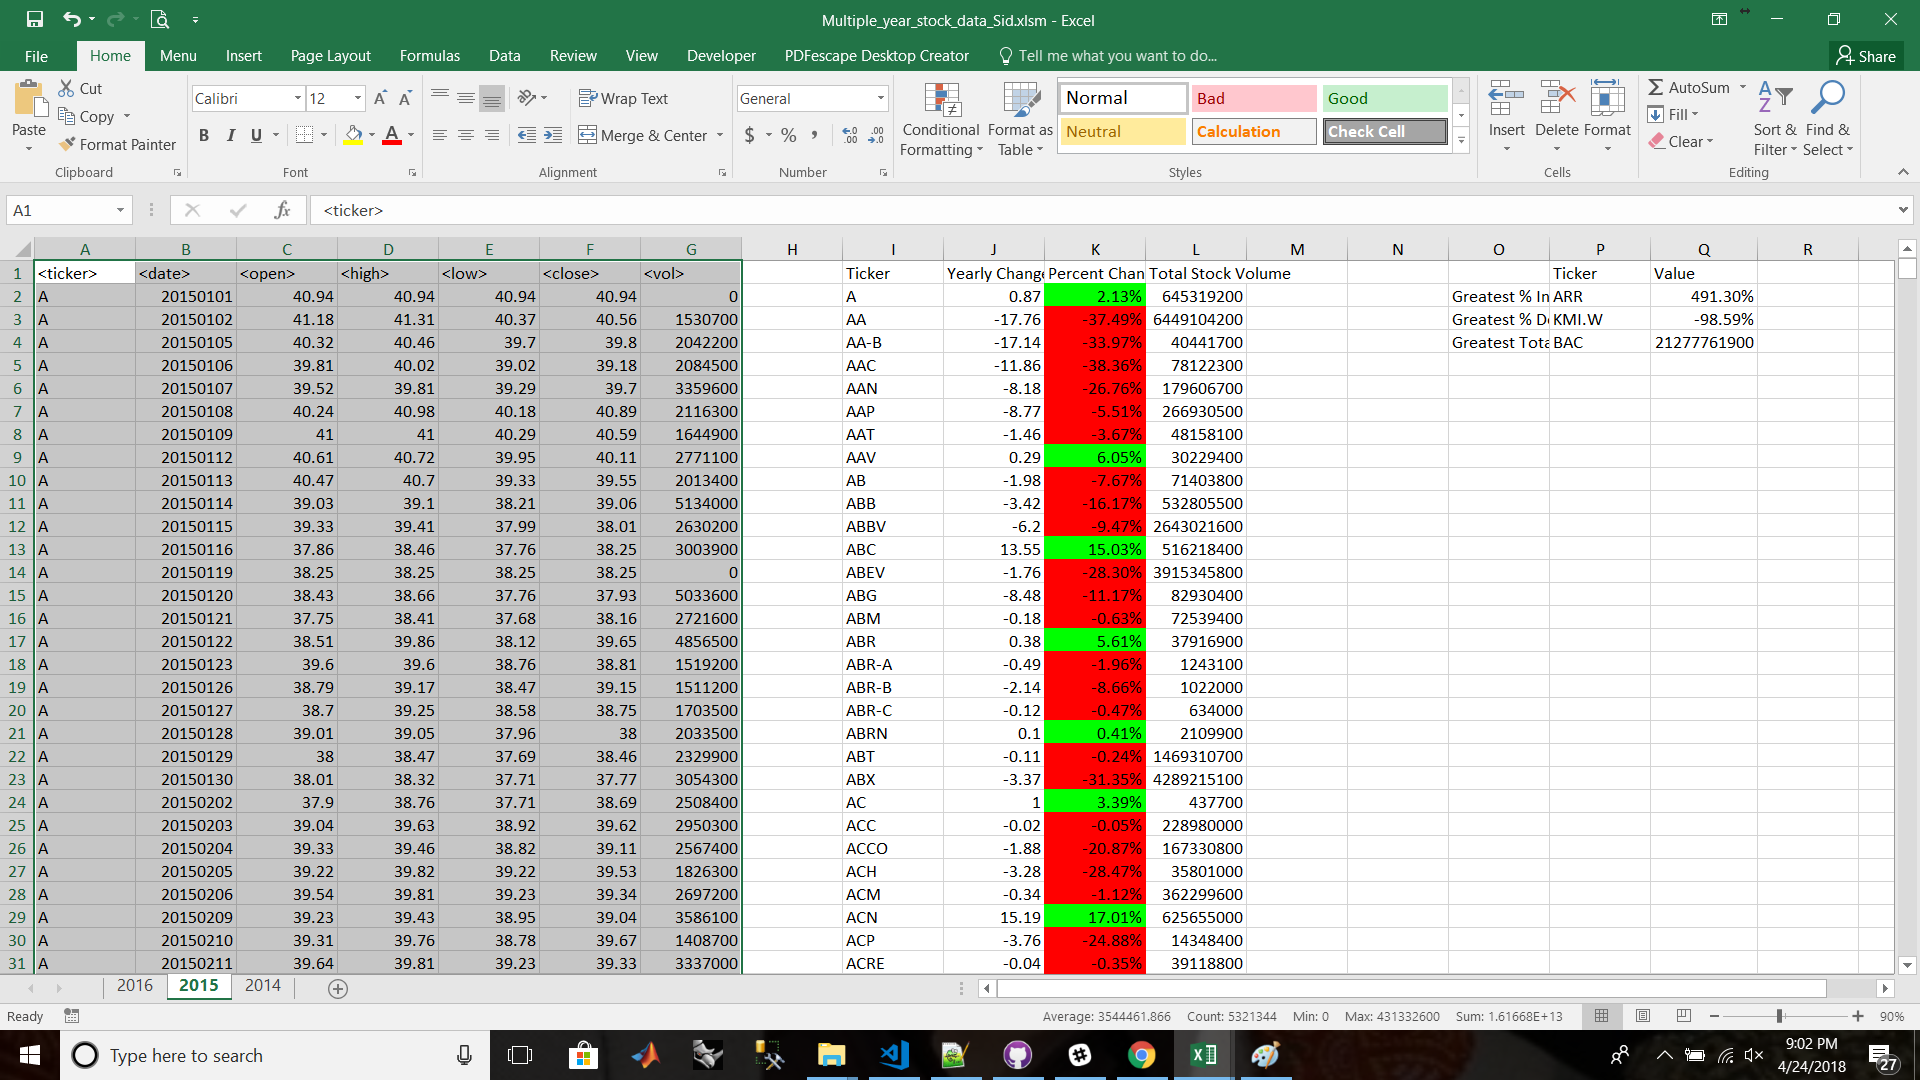 Multiple_year_stock_data_Sid.xlsm - Excel
File Home Menu Insert Page Layout Formulas Data Review View Developer PDFescape Desktop Creator Tell me what you want to do... Share
Paste Cut Copy Format Painter Clipboard
Calibri 12 A A B I U A Font
Wrap Text Merge & Center Alignment
General $ % , Number
Conditional Formatting Format as Table
Normal Bad Good
Neutral Calculation Check Cell
Styles
Insert Delete Format Cells
AutoSum Fill Clear Sort & Filter Find & Select Editing
A1 fx <ticker>
A B C D E F G H I J K L M N O P Q R
1 <ticker> <date> <open> <high> <low> <close> <vol> Ticker Yearly Chang Percent Chan Total Stock Volume Ticker Value
2 A 20150101 40.94 40.94 40.94 40.94 0 A 0.87 2.13% 645319200 Greatest % In ARR 491.30%
3 A 20150102 41.18 41.31 40.37 40.56 1530700 AA -17.76 -37.49% 6449104200 Greatest % De KMI.W -98.59%
4 A 20150105 40.32 40.46 39.7 39.8 2042200 AA-B -17.14 -33.97% 40441700 Greatest Tota BAC 21277761900
5 A 20150106 39.81 40.02 39.02 39.18 2084500 AAC -11.86 -38.36% 78122300
6 A 20150107 39.52 39.81 39.29 39.7 3359600 AAN -8.18 -26.76% 179606700
7 A 20150108 40.24 40.98 40.18 40.89 2116300 AAP -8.77 -5.51% 266930500
8 A 20150109 41 41 40.29 40.59 1644900 AAT -1.46 -3.67% 48158100
9 A 20150112 40.61 40.72 39.95 40.11 2771100 AAV 0.29 6.05% 30229400
10 A 20150113 40.47 40.7 39.33 39.55 2013400 AB -1.98 -7.67% 71403800
11 A 20150114 39.03 39.1 38.21 39.06 5134000 ABB -3.42 -16.17% 532805500
12 A 20150115 39.33 39.41 37.99 38.01 2630200 ABBV -6.2 -9.47% 2643021600
13 A 20150116 37.86 38.46 37.76 38.25 3003900 ABC 13.55 15.03% 516218400
14 A 20150119 38.25 38.25 38.25 38.25 0 ABEV -1.76 -28.30% 3915345800
15 A 20150120 38.43 38.66 37.76 37.93 5033600 ABG -8.48 -11.17% 82930400
16 A 20150121 37.75 38.41 37.68 38.16 2721600 ABM -0.18 -0.63% 72539400
17 A 20150122 38.51 39.86 38.12 39.65 4856500 ABR 0.38 5.61% 37916900
18 A 20150123 39.6 39.6 38.76 38.81 1519200 ABR-A -0.49 -1.96% 1243100
19 A 20150126 38.79 39.17 38.47 39.15 1511200 ABR-B -2.14 -8.66% 1022000
20 A 20150127 38.7 39.25 38.58 38.75 1703500 ABR-C -0.12 -0.47% 634000
21 A 20150128 39.01 39.05 37.96 38 2033500 ABRN 0.1 0.41% 2109900
22 A 20150129 38 38.47 37.69 38.46 2329900 ABT -0.11 -0.24% 1469310700
23 A 20150130 38.01 38.32 37.71 37.77 3054300 ABX -3.37 -31.35% 4289215100
24 A 20150202 37.9 38.76 37.71 38.69 2508400 AC 1 3.39% 437700
25 A 20150203 39.04 39.63 38.92 39.62 2950300 ACC -0.02 -0.05% 228980000
26 A 20150204 39.33 39.46 38.82 39.11 2567400 ACCO -1.88 -20.87% 167330800
27 A 20150205 39.22 39.82 39.22 39.53 1826300 ACH -3.28 -28.47% 35801000
28 A 20150206 39.54 39.81 39.23 39.34 2697200 ACM -0.34 -1.12% 362299600
29 A 20150209 39.23 39.43 38.95 39.04 3586100 ACN 15.19 17.01% 625655000
30 A 20150210 39.31 39.76 38.78 39.67 1408700 ACP -3.76 -24.88% 14348400
31 A 20150211 39.64 39.81 39.23 39.33 3337000 ACRE -0.04 -0.35% 39118800
2016 2015 2014
Ready Average: 3544461.866 Count: 5321344 Min: 0 Max: 431332600 Sum: 1.61668E+13 90%
Type here to search
9:02 PM
4/24/2018
27